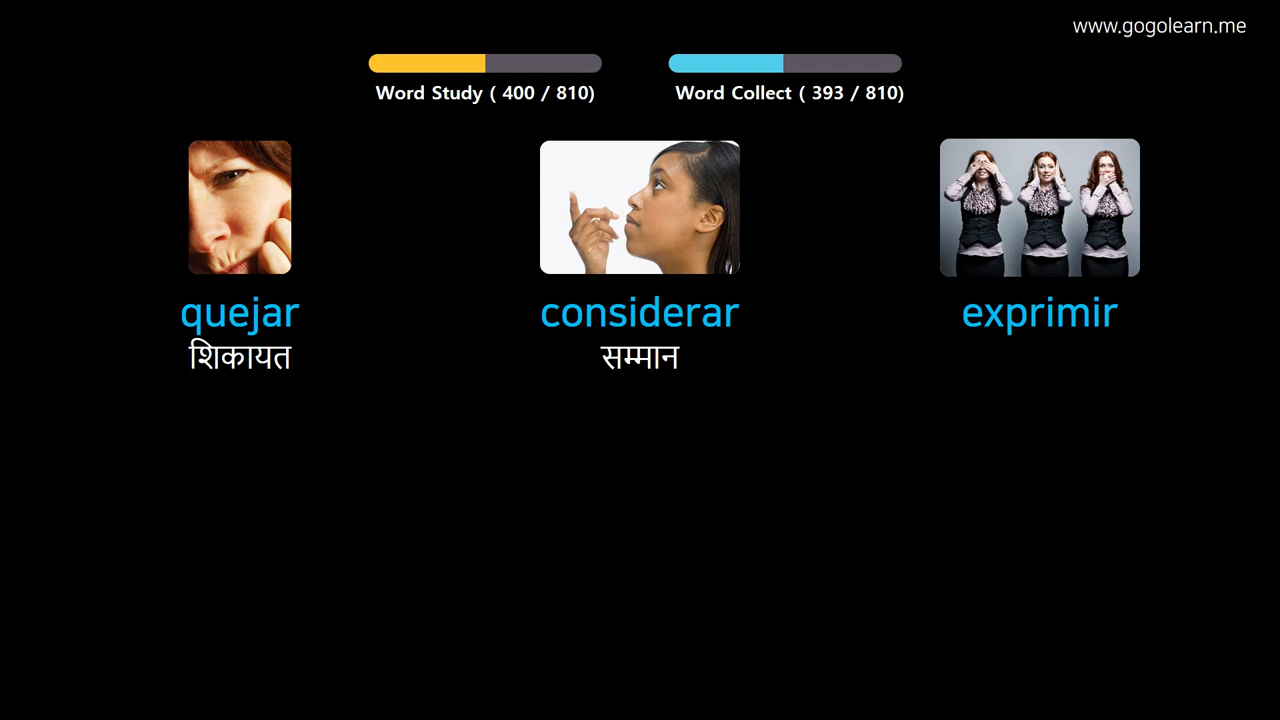 www.gogolearn.me
Word Study ( 400 / 810)
Word Collect ( 393 / 810)
quejar
शिकायत
considerar
सम्मान
exprimir